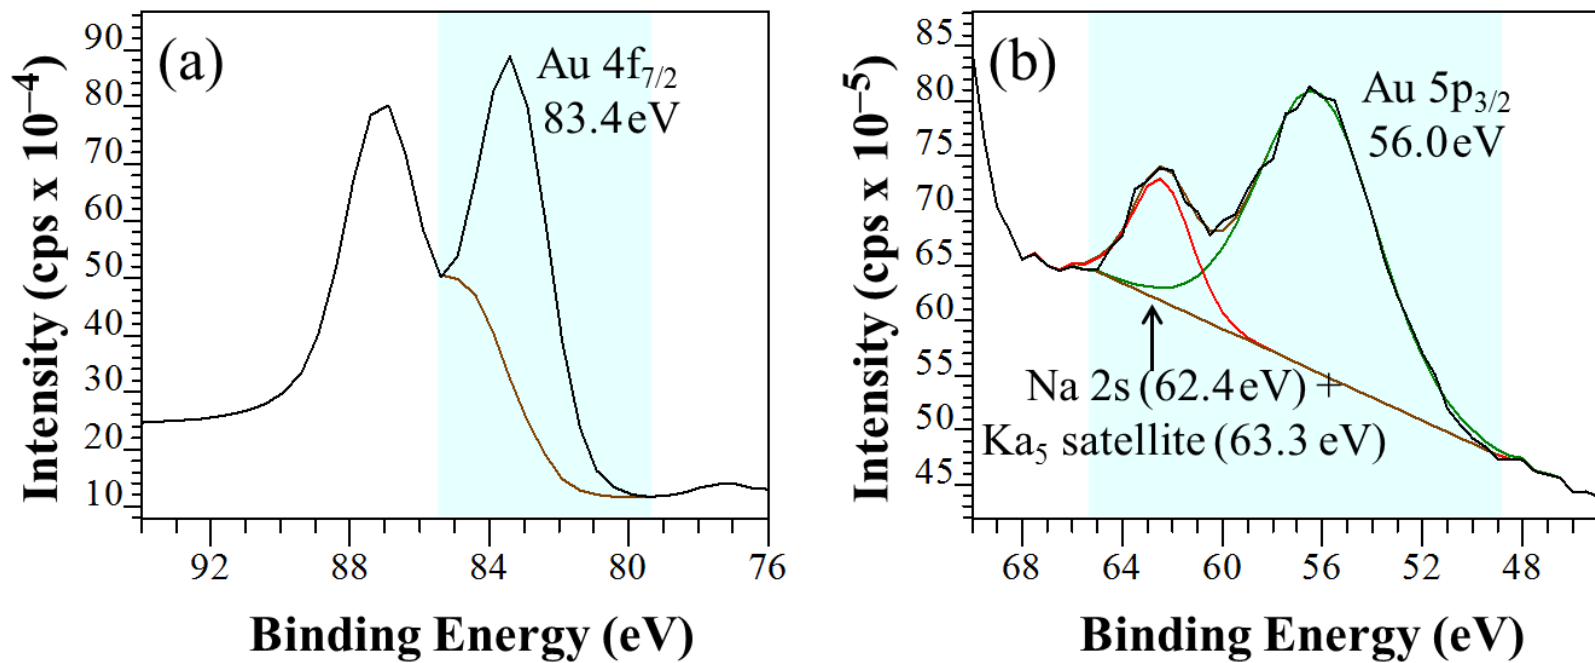 (a)
Au 4f7/2
83.4 eV
90
80
70
60
50
40
30
20
10
Intensity (cps x 10−4)
92 88 84 80 76
Binding Energy (eV)
(b)
Au 5p3/2
56.0 eV
Na 2s (62.4 eV) +
Ka5 satellite (63.3 eV)
85
80
75
70
65
60
55
50
45
Intensity (cps x 10−5)
68 64 60 56 52 48
Binding Energy (eV)